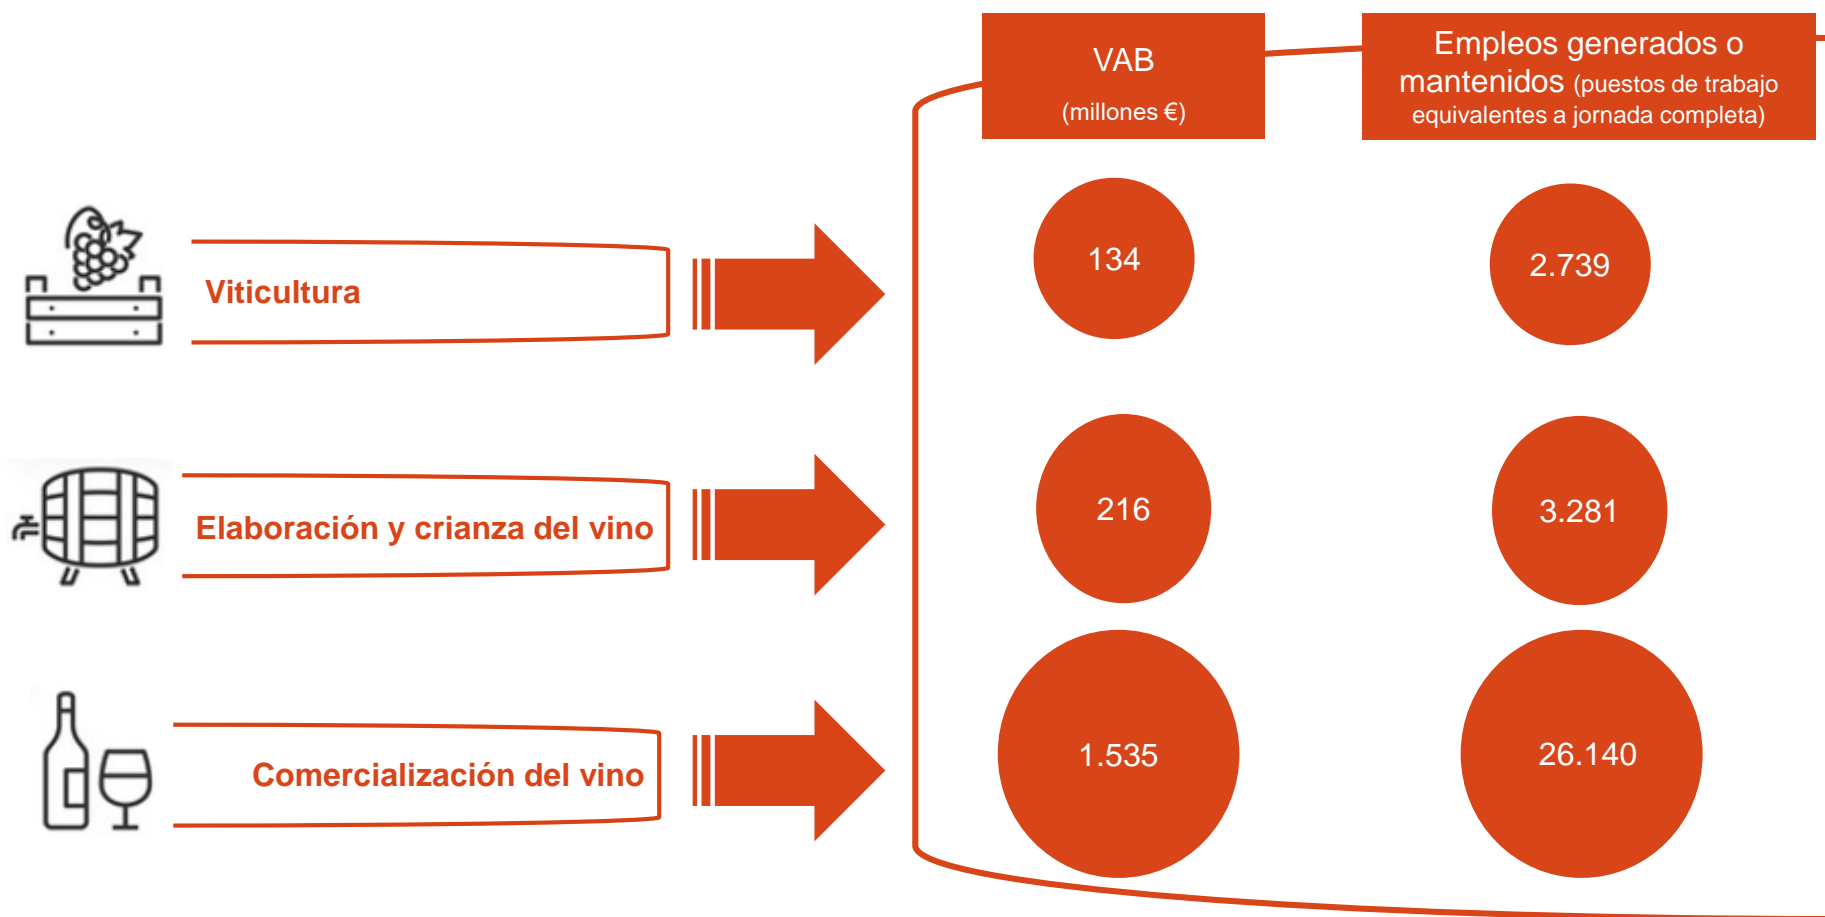 VAB
(millones €)
Empleos generados o
mantenidos (puestos de trabajo
equivalentes a jornada completa)
Viticultura
134
2.739
Elaboración y crianza del vino
216
3.281
Comercialización del vino
1.535
26.140